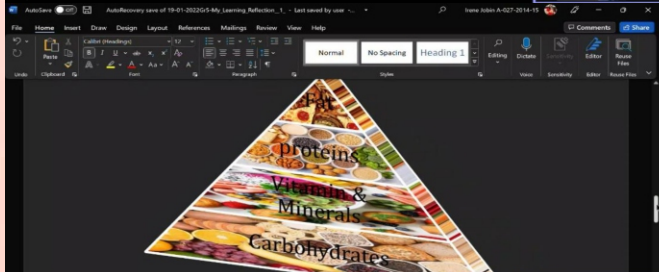 AutoSave Off AutoRecovery save of 19-01-2022Gr5-My_Learning_Reflection__1_ - Last saved by user
Irene Jobin A-027-2014-15
File Home Insert Draw Design Layout References Mailings Review View Help
Comments Share
Calibri (Headings) 12
Paste
Normal No Spacing Heading 1
Editing Dictate Sensitivity Editor Reuse Files
Undo Clipboard Font Paragraph Styles Voice Sensitivity Editor Reuse Files
Fat
proteins
Vitamin &
Minerals
Carbohydrates